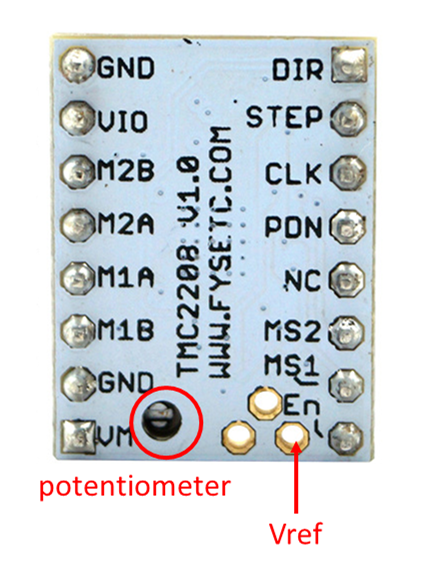 GND
VIO
M2B
M2A
M1A
M1B
GND
VM
TMC2208 V1.0
WWW.FYSETC.COM
DIR
STEP
CLK
PDN
NC
MS2
MS1
En
potentiometer
Vref